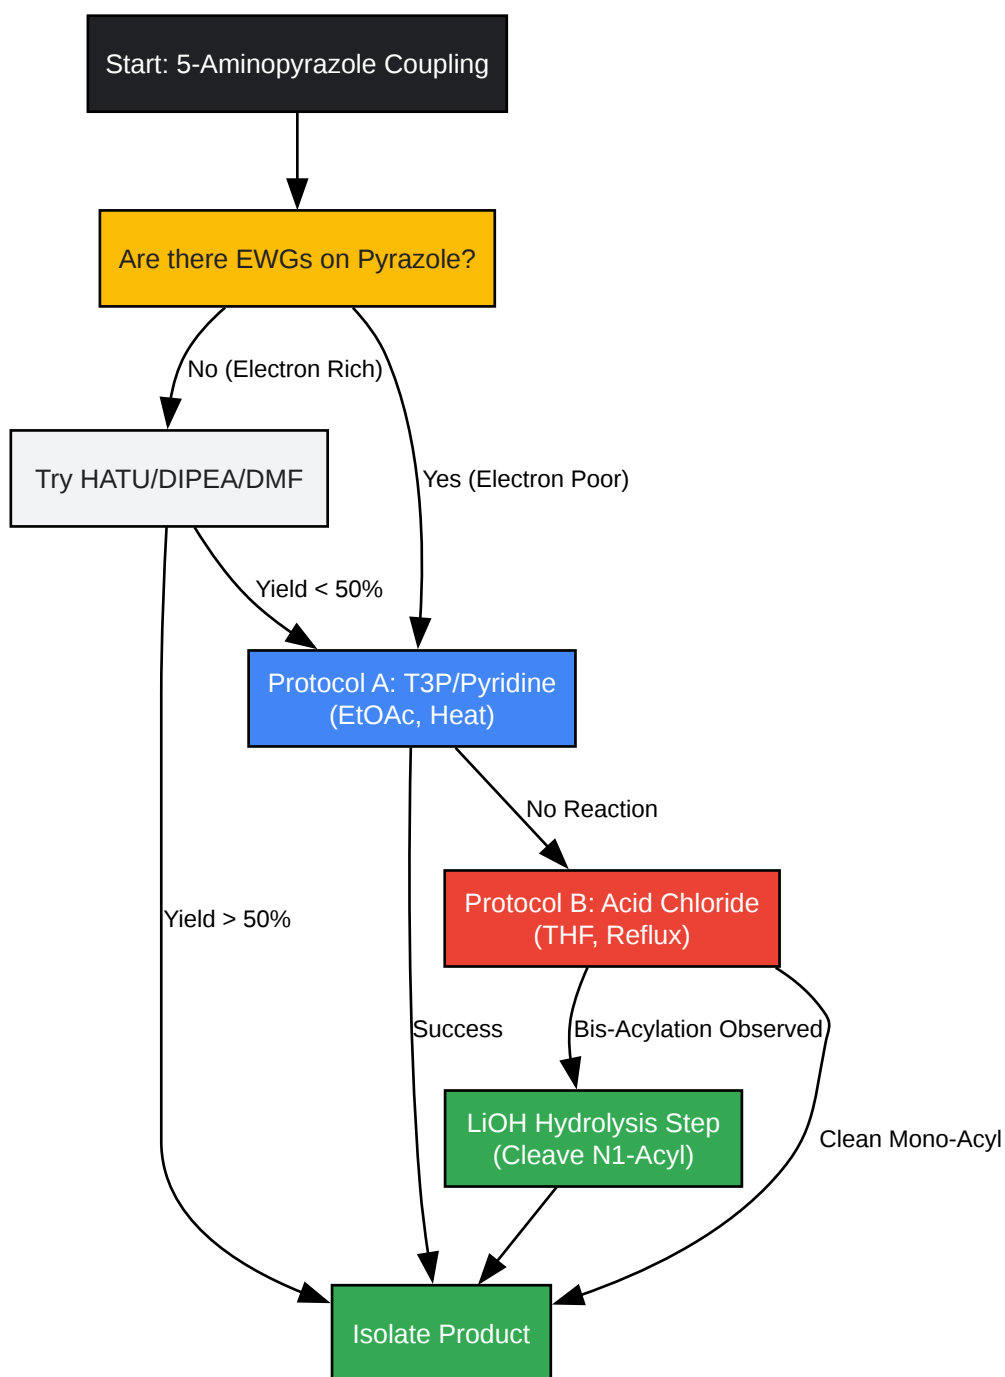 Start: 5-Aminopyrazole Coupling
Are there EWGs on Pyrazole?
No (Electron Rich)
Try HATU/DIPEA/DMF
Yes (Electron Poor)
Yield < 50%
Protocol A: T3P/Pyridine
(EtOAc, Heat)
No Reaction
Protocol B: Acid Chloride
(THF, Reflux)
Yield > 50%
Success
Bis-Acylation Observed
LiOH Hydrolysis Step
(Cleave N1-Acyl)
Clean Mono-Acyl
Isolate Product